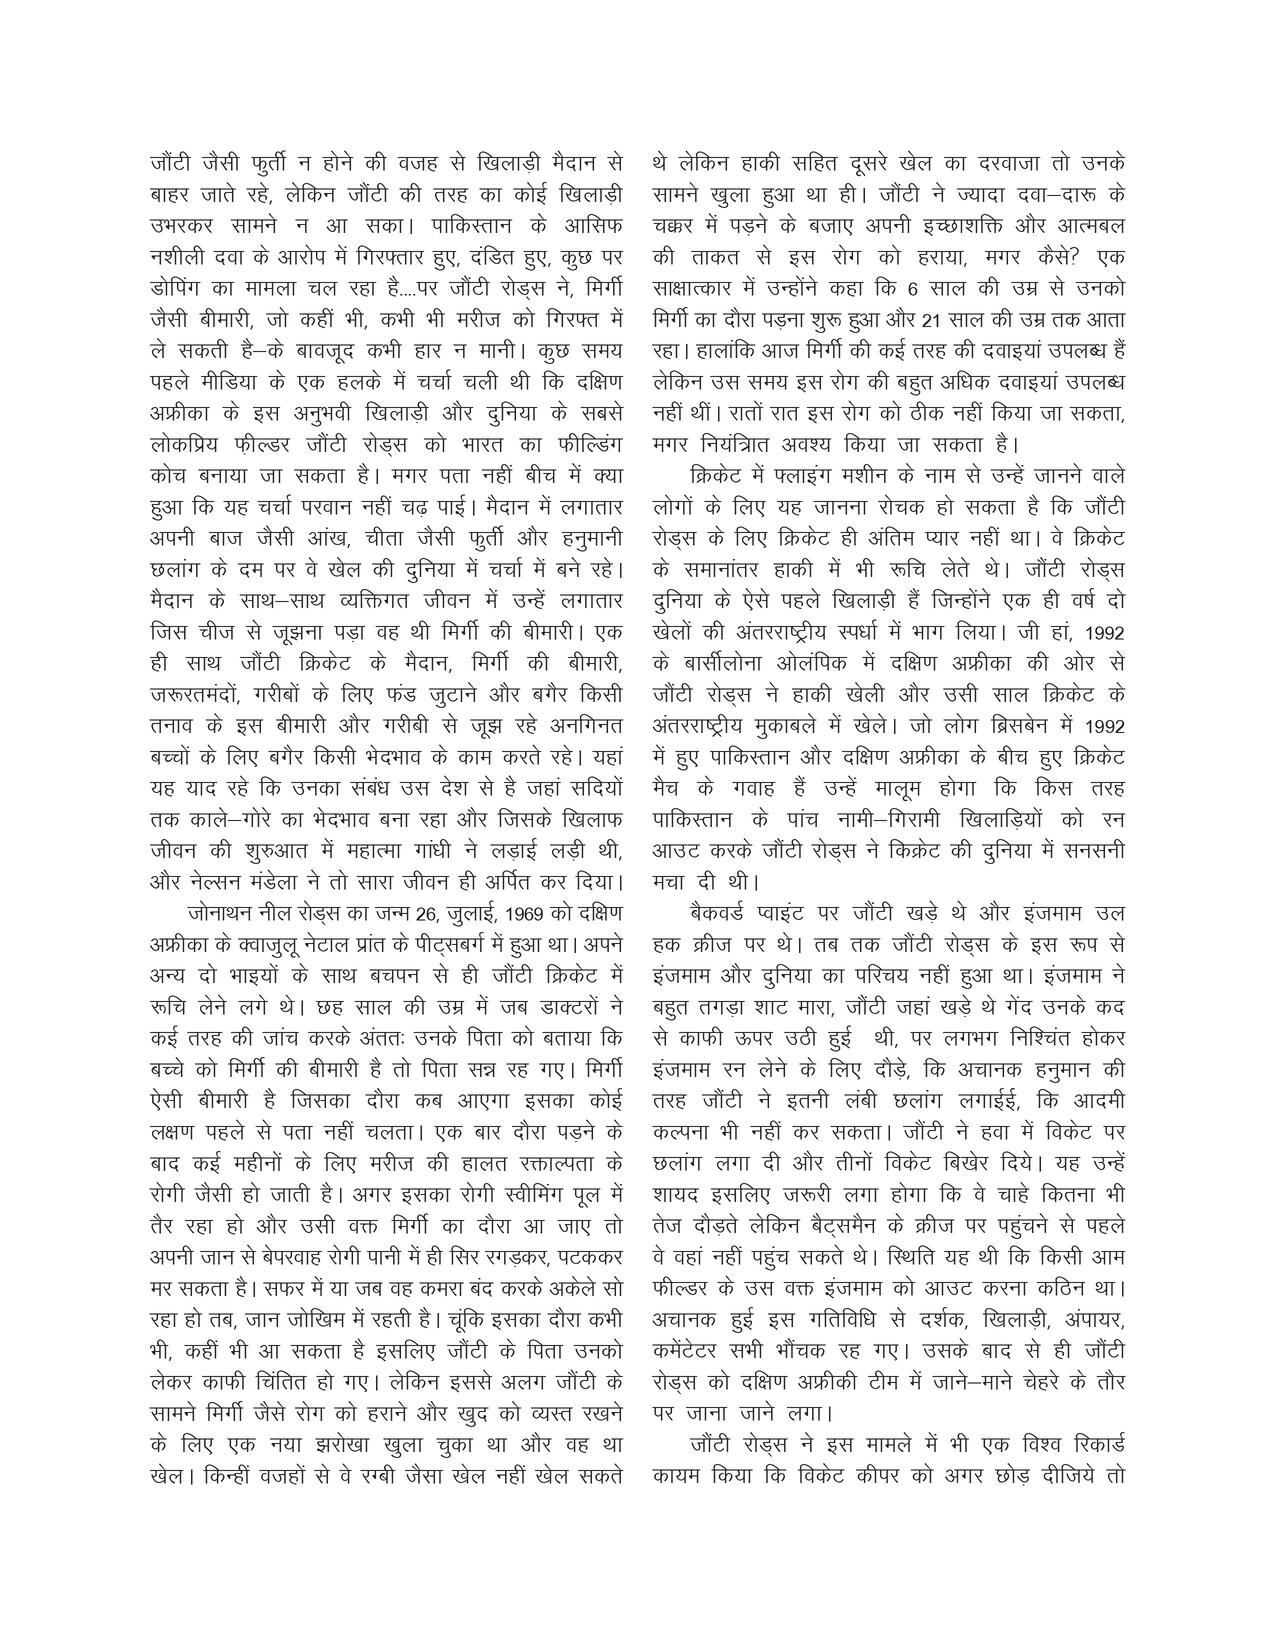 जौंटी जैसी फुर्ती न होने की वजह से खिलाड़ी मैदान से
बाहर जाते रहे, लेकिन जौंटी की तरह का कोई खिलाड़ी
उभरकर सामने न आ सका। पाकिस्तान के आसिफ
नशीली दवा के आरोप में गिरफ्तार हुए, दंडित हुए, कुछ पर
डोपिंग का मामला चल रहा है....पर जौंटी रोड्स ने, मिर्गी
जैसी बीमारी, जो कहीं भी, कभी भी मरीज को गिरफ्त में
ले सकती है–के बावजूद कभी हार न मानी। कुछ समय
पहले मीडिया के एक हलके में चर्चा चली थी कि दक्षिण
अफ्रीका के इस अनुभवी खिलाड़ी और दुनिया के सबसे
लोकप्रिय फ़ील्डर जौंटी रोड्स को भारत का फील्डिंग
कोच बनाया जा सकता है। मगर पता नहीं बीच में क्या
हुआ कि यह चर्चा परवान नहीं चढ़ पाई। मैदान में लगातार
अपनी बाज जैसी आंख, चीता जैसी फुर्ती और हनुमानी
छलांग के दम पर वे खेल की दुनिया में चर्चा में बने रहे।
मैदान के साथ–साथ व्यक्तिगत जीवन में उन्हें लगातार
जिस चीज से जूझना पड़ा वह थी मिर्गी की बीमारी। एक
ही साथ जौंटी क्रिकेट के मैदान, मिर्गी की बीमारी,
जरूरतमंदों, गरीबों के लिए फंड जुटाने और बगैर किसी
तनाव के इस बीमारी और गरीबी से जूझ रहे अनगिनत
बच्चों के लिए बगैर किसी भेदभाव के काम करते रहे। यहां
यह याद रहे कि उनका संबंध उस देश से है जहां सदियों
तक काले–गोरे का भेदभाव बना रहा और जिसके खिलाफ
जीवन की शुरुआत में महात्मा गांधी ने लड़ाई लड़ी थी,
और नेल्सन मंडेला ने तो सारा जीवन ही अर्पित कर दिया।
जोनाथन नील रोड्स का जन्म 26, जुलाई, 1969 को दक्षिण
अफ्रीका के क्वाजुलू नेटाल प्रांत के पीट्सबर्ग में हुआ था। अपने
अन्य दो भाइयों के साथ बचपन से ही जौंटी क्रिकेट में
रूचि लेने लगे थे। छह साल की उम्र में जब डाक्टरों ने
कई तरह की जांच करके अंततः उनके पिता को बताया कि
बच्चे को मिर्गी की बीमारी है तो पिता सन्न रह गए। मिर्गी
ऐसी बीमारी है जिसका दौरा कब आएगा इसका कोई
लक्षण पहले से पता नहीं चलता। एक बार दौरा पड़ने के
बाद कई महीनों के लिए मरीज की हालत रक्ताल्पता के
रोगी जैसी हो जाती है। अगर इसका रोगी स्वीमिंग पूल में
तैर रहा हो और उसी वक्त मिर्गी का दौरा आ जाए तो
अपनी जान से बेपरवाह रोगी पानी में ही सिर रगड़कर, पटककर
मर सकता है। सफर में या जब वह कमरा बंद करके अकेले सो
रहा हो तब, जान जोखिम में रहती है। चूंकि इसका दौरा कभी
भी, कहीं भी आ सकता है इसलिए जौंटी के पिता उनको
लेकर काफी चिंतित हो गए। लेकिन इससे अलग जौंटी के
सामने मिर्गी जैसे रोग को हराने और खुद को व्यस्त रखने
के लिए एक नया झरोखा खुला चुका था और वह था
खेल। किन्हीं वजहों से वे रग्बी जैसा खेल नहीं खेल सकते
थे लेकिन हाकी सहित दूसरे खेल का दरवाजा तो उनके
सामने खुला हुआ था ही। जौंटी ने ज्यादा दवा–दारू के
चक्कर में पड़ने के बजाए अपनी इच्छाशक्ति और आत्मबल
की ताकत से इस रोग को हराया, मगर कैसे? एक
साक्षात्कार में उन्होंने कहा कि 6 साल की उम्र से उनको
मिर्गी का दौरा पड़ना शुरू हुआ और 21 साल की उम्र तक आता
रहा। हालांकि आज मिर्गी की कई तरह की दवाइयां उपलब्ध हैं
लेकिन उस समय इस रोग की बहुत अधिक दवाइयां उपलब्ध
नहीं थीं। रातों रात इस रोग को ठीक नहीं किया जा सकता,
मगर नियंत्रित अवश्य किया जा सकता है।
क्रिकेट में फ्लाइंग मशीन के नाम से उन्हें जानने वाले
लोगों के लिए यह जानना रोचक हो सकता है कि जौंटी
रोड्स के लिए क्रिकेट ही अंतिम प्यार नहीं था। वे क्रिकेट
के समानांतर हाकी में भी रूचि लेते थे। जौंटी रोड्स
दुनिया के ऐसे पहले खिलाड़ी हैं जिन्होंने एक ही वर्ष दो
खेलों की अंतरराष्ट्रीय स्पर्धा में भाग लिया। जी हां, 1992
के बार्सीलोना ओलंपिक में दक्षिण अफ्रीका की ओर से
जौंटी रोड्स ने हाकी खेली और उसी साल क्रिकेट के
अंतरराष्ट्रीय मुकाबले में खेले। जो लोग ब्रिसबेन में 1992
में हुए पाकिस्तान और दक्षिण अफ्रीका के बीच हुए क्रिकेट
मैच के गवाह हैं उन्हें मालूम होगा कि किस तरह
पाकिस्तान के पांच नामी–गिरामी खिलाड़ियों को रन
आउट करके जौंटी रोड्स ने किक्रेट की दुनिया में सनसनी
मचा दी थी।
बैकवर्ड प्वाइंट पर जौंटी खड़े थे और इंजमाम उल
हक क्रीज पर थे। तब तक जौंटी रोड्स के इस रूप से
इंजमाम और दुनिया का परिचय नहीं हुआ था। इंजमाम ने
बहुत तगड़ा शाट मारा, जौंटी जहां खड़े थे गेंद उनके कद
से काफी ऊपर उठी हुई थी, पर लगभग निश्चिंत होकर
इंजमाम रन लेने के लिए दौड़े, कि अचानक हनुमान की
तरह जौंटी ने इतनी लंबी छलांग लगाईई, कि आदमी
कल्पना भी नहीं कर सकता। जौंटी ने हवा में विकेट पर
छलांग लगा दी और तीनों विकेट बिखेर दिये। यह उन्हें
शायद इसलिए जरूरी लगा होगा कि वे चाहे कितना भी
तेज दौड़ते लेकिन बैट्समैन के क्रीज पर पहुंचने से पहले
वे वहां नहीं पहुंच सकते थे। स्थिति यह थी कि किसी आम
फील्डर के उस वक्त इंजमाम को आउट करना कठिन था।
अचानक हुई इस गतिविधि से दर्शक, खिलाड़ी, अंपायर,
कमेंटेटर सभी भौंचक रह गए। उसके बाद से ही जौंटी
रोड्स को दक्षिण अफ्रीकी टीम में जाने–माने चेहरे के तौर
पर जाना जाने लगा।
जौंटी रोड्स ने इस मामले में भी एक विश्व रिकार्ड
कायम किया कि विकेट कीपर को अगर छोड़ दीजिये तो